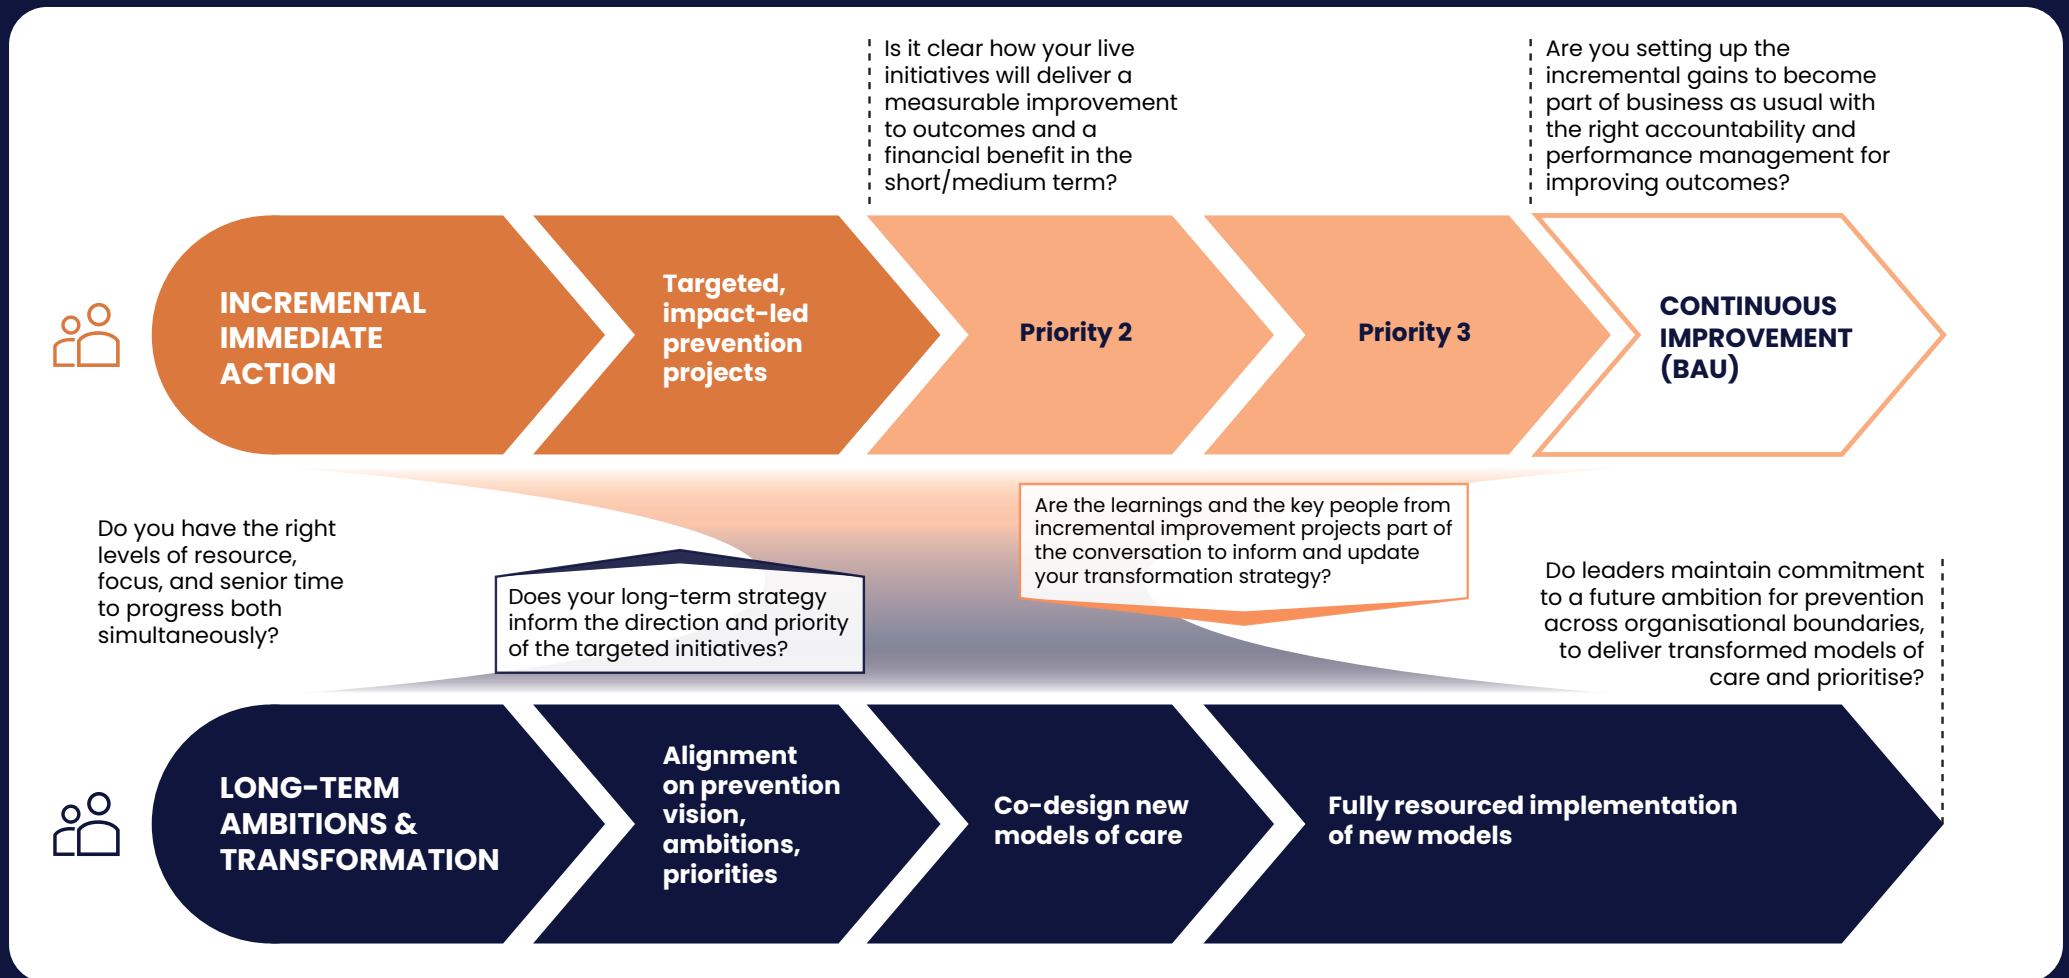 Is it clear how your live
initiatives will deliver a
measurable improvement
to outcomes and a
financial benefit in the
short/medium term?
Are you setting up the
incremental gains to become
part of business as usual with
the right accountability and
performance management for
improving outcomes?
INCREMENTAL
IMMEDIATE
ACTION
Targeted,
impact-led
prevention
projects
Priority 2
Priority 3
CONTINUOUS
IMPROVEMENT
(BAU)
Do you have the right
levels of resource,
focus, and senior time
to progress both
simultaneously?
Does your long-term strategy
inform the direction and priority
of the targeted initiatives?
Are the learnings and the key people from
incremental improvement projects part of
the conversation to inform and update
your transformation strategy?
Do leaders maintain commitment
to a future ambition for prevention
across organisational boundaries,
to deliver transformed models of
care and prioritise?
LONG-TERM
AMBITIONS &
TRANSFORMATION
Alignment
on prevention
vision,
ambitions,
priorities
Co-design new
models of care
Fully resourced implementation
of new models